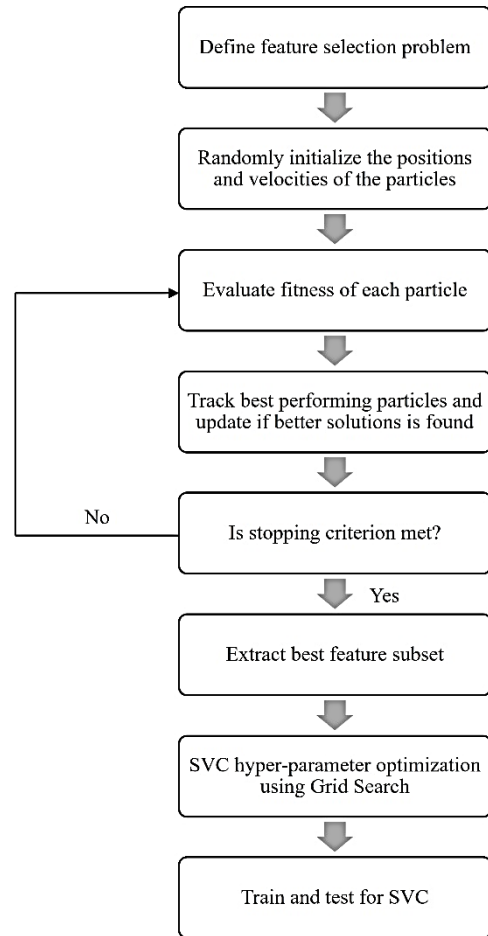 Define feature selection problem
Randomly initialize the positions
and velocities of the particles
Evaluate fitness of each particle
Track best performing particles and
update if better solutions is found
No
Is stopping criterion met?
Yes
Extract best feature subset
SVC hyper-parameter optimization
using Grid Search
Train and test for SVC